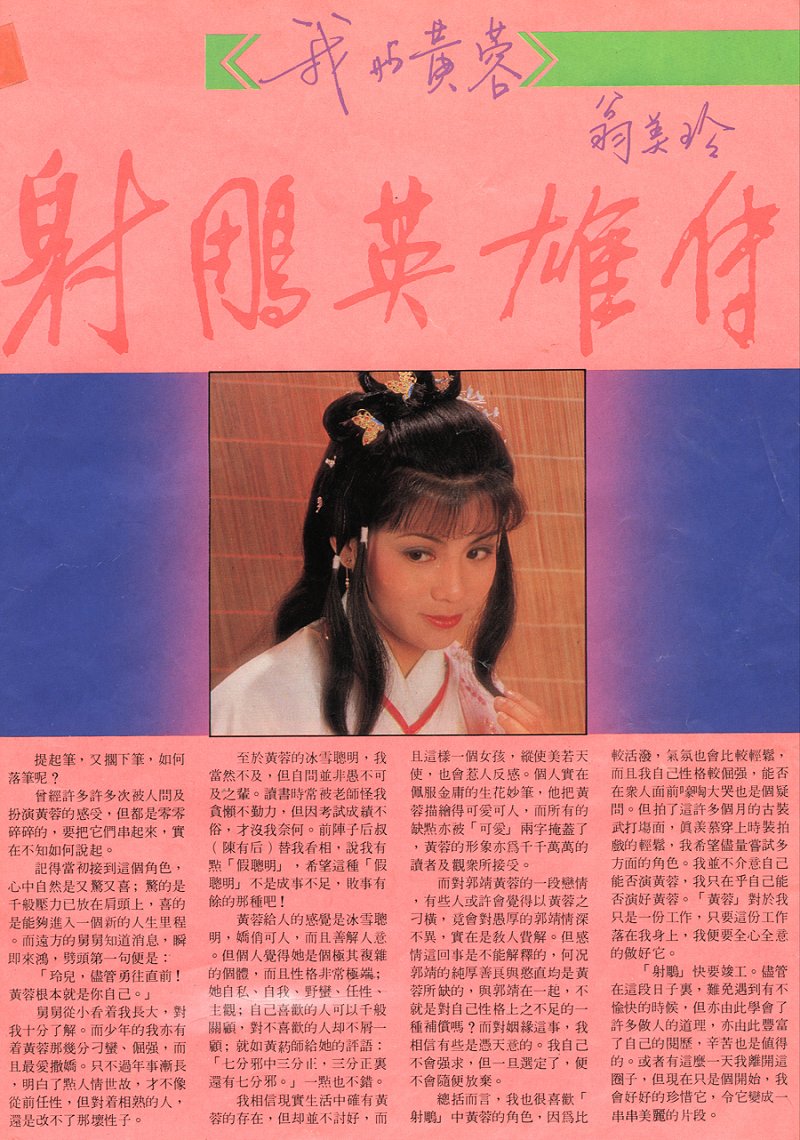 《我與黃蓉》
翁美玲
射鵰英雄傳
提起筆，又擱下筆，如何
落筆呢？
曾經許多許多次被人問及
扮演黃蓉的感受，但都是零零
碎碎的，要把它們串起來，實
在不知如何說起。
記得當初接到這個角色，
心中自然是又驚又喜；驚的是
千般壓力已放在肩頭上，喜的
是能夠進入一個新的人生里程
。而遠方的舅舅知道消息，瞬
即來鴻，劈頭第一句便是：
「玲兒，儘管勇往直前！
黃蓉根本就是你自己。」
舅舅從小看着我長大，對
我十分了解。而少年的我亦有
着黃蓉那幾分刁蠻、倔强，而
且最愛撒嬌。只不過年事漸長
，明白了點人情世故，才不像
從前任性，但對着相熟的人，
還是改不了那壞性子。
至於黃蓉的冰雪聰明，我
當然不及，但自問並非愚不可
及之輩。讀書時常被老師怪我
貪懶不勤力，但因考試成績不
俗，才沒我奈何。前陣子后叔
（陳有后）替我看相，說我有
點「假聰明」，希望這種「假
聰明」不是成事不足，敗事有
餘的那種吧！
黃蓉給人的感覺是冰雪聰
明，嬌俏可人，而且善解人意
。但個人覺得她是個極其複雜
的個體，而且性格非常極端；
她自私、自我、野蠻、任性、
主觀；自己喜歡的人可以千般
關顧，對不喜歡的人却不屑一
顧；就如黃葯師給她的評語：
「七分邪中三分正，三分正裏
還有七分邪。」一點也不錯。
我相信現實生活中確有黃
蓉的存在，但却並不討好，而
且這樣一個女孩，縱使美若天
使，也會惹人反感。個人實在
佩服金庸的生花妙筆，他把黃
蓉描繪得可愛可人，而所有的
缺點亦被「可愛」兩字掩蓋了
，黃蓉的形象亦爲千千萬萬的
讀者及觀衆所接受。
而對郭靖黃蓉的一段戀情
，有些人或許會覺得以黃蓉之
刁橫，竟會對愚厚的郭靖情深
不異，實在是敎人費解。但感
情這回事是不能解釋的，何況
郭靖的純厚善良與憨直均是黃
蓉所缺的，與郭靖在一起，不
就是對自己性格上之不足的一
種補償嗎？而對姻緣這事，我
相信有些是憑天意的。我自己
不會强求，但一旦選定了，便
不會隨便放棄。
總括而言，我也很喜歡「
射鵰」中黃蓉的角色，因爲比
較活潑，氣氛也會比較輕鬆，
而且我自己性格較倔强，能否
在衆人面前嚎啕大哭也是個疑
問。但拍了這許多個月的古裝
武打塲面，眞羨慕穿上時裝拍
戲的輕鬆，我希望儘量嘗試多
方面的角色。我並不介意自己
能否演黃蓉，我只在乎自己能
否演好黃蓉。「黃蓉」對於我
只是一份工作，只要這份工作
落在我身上，我便要全心全意
的做好它。
「射鵰」快要竣工。儘管
在這段日子裏，難免遇到有不
愉快的時候，但亦由此學會了
許多做人的道理，亦由此豐富
了自己的閱歷，辛苦也是値得
的。或者有這麼一天我離開這
圈子，但現在只是個開始，我
會好好的珍惜它，令它變成一
串串美麗的片段。